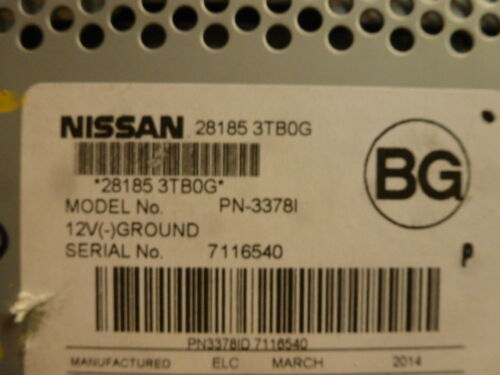 NISSAN 28185 3TB0G
*28185 3TB0G*
BG
MODEL No. PN-3378I
12V(-)GROUND
SERIAL No. 7116540
P
PN3378ID 7116540
MANUFACTURED ELC MARCH 2014